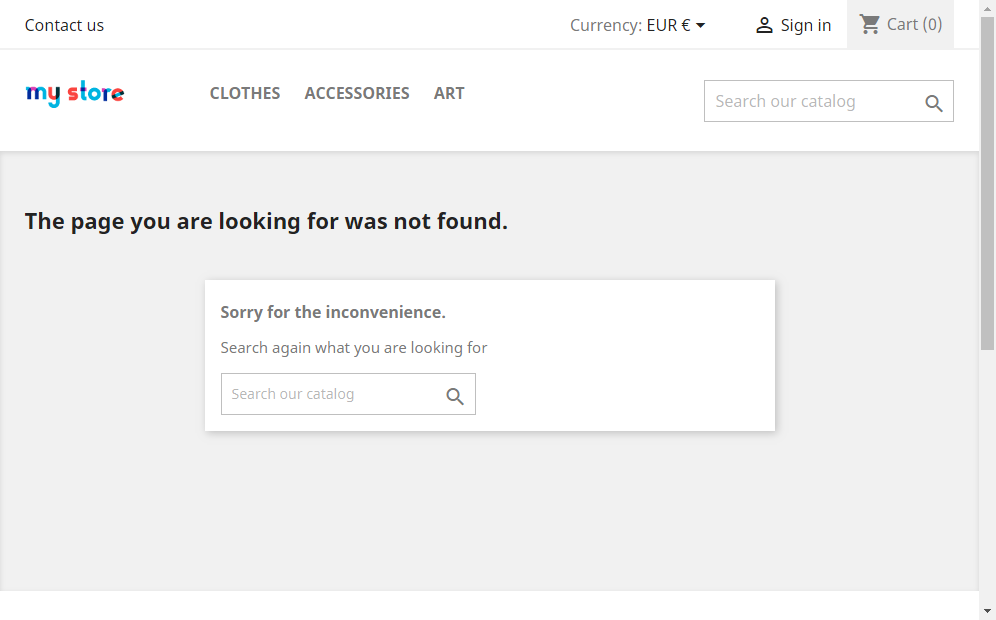 Contact us
Currency: EUR €
Sign in
Cart (0)
my store
CLOTHES
ACCESSORIES
ART
Search our catalog
The page you are looking for was not found.
Sorry for the inconvenience.
Search again what you are looking for
Search our catalog